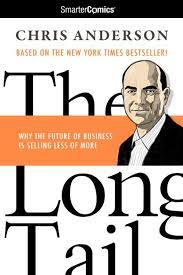 SmarterComics™
CHRIS ANDERSON
BASED ON THE NEW YORK TIMES BESTSELLER!
The
WHY THE FUTURE OF BUSINESS
IS SELLING LESS OF MORE
Long
Tail